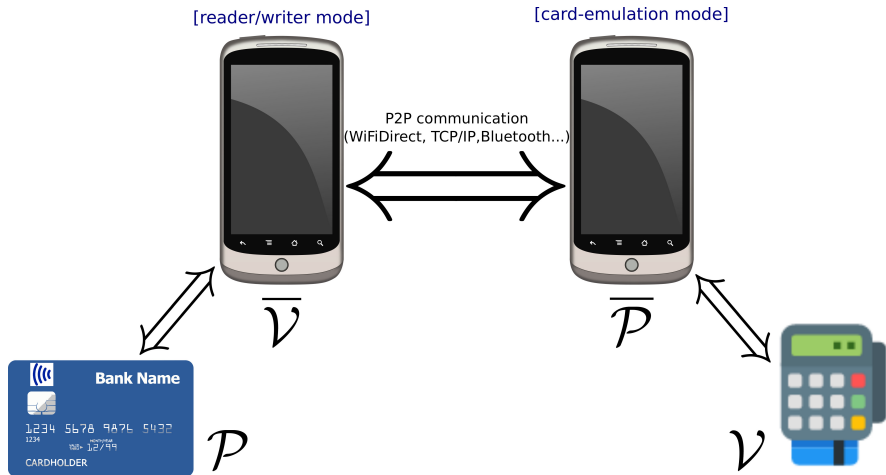 [reader/writer mode]
[card-emulation mode]
P2P communication
(WiFiDirect, TCP/IP,Bluetooth...)
V̅
P̅
Bank Name
1234 5678 9876 5432
1234
12/99
CARDHOLDER
P
V